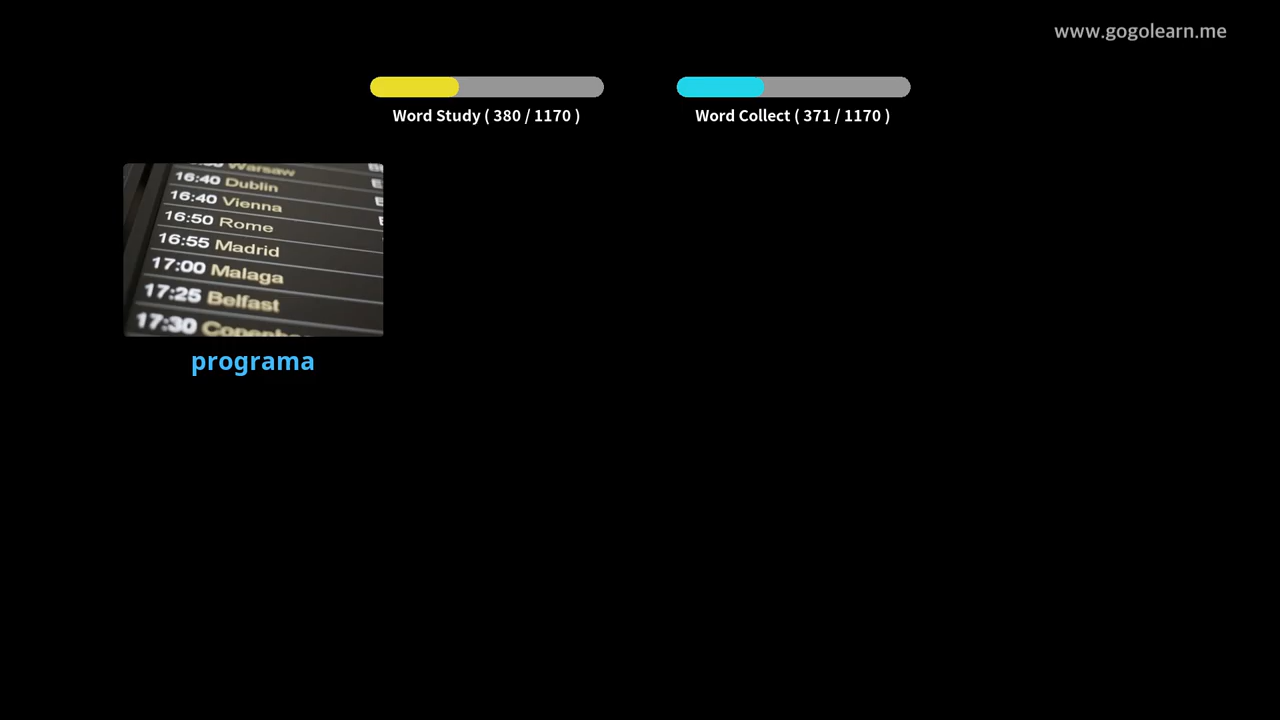 www.gogolearn.me
Word Study ( 380 / 1170 )
Word Collect ( 371 / 1170 )
Warsaw
16:40 Dublin
16:40 Vienna
16:50 Rome
16:55 Madrid
17:00 Malaga
17:25 Belfast
17:30
programa